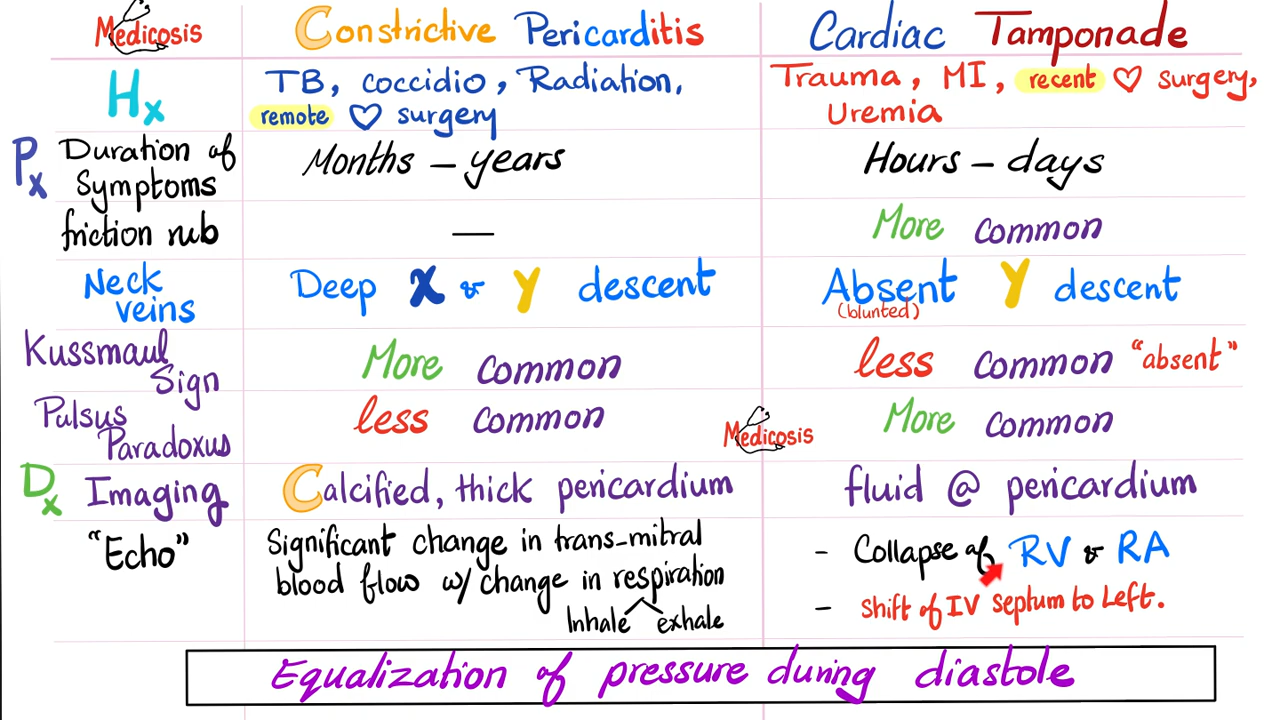 Medicosis
Constrictive Pericarditis
Cardiac Tamponade
Hx
TB, coccidio, Radiation,
remote ♡ surgery
Trauma, MI, recent ♡ surgery,
Uremia
Px
Duration of
Symptoms
Months – years
Hours – days
friction rub
—
More common
Neck
veins
Deep X & Y descent
Absent Y descent
(blunted)
Kussmaul
Sign
More common
less common "absent"
Pulsus
Paradoxus
less common
More common
Medicosis
Dx
Imaging
Calcified, thick pericardium
fluid @ pericardium
"Echo"
Significant change in trans-mitral
blood flow w/ change in respiration
Inhale exhale
- Collapse of RV & RA
- Shift of IV Septum to Left.
Equalization of pressure during diastole